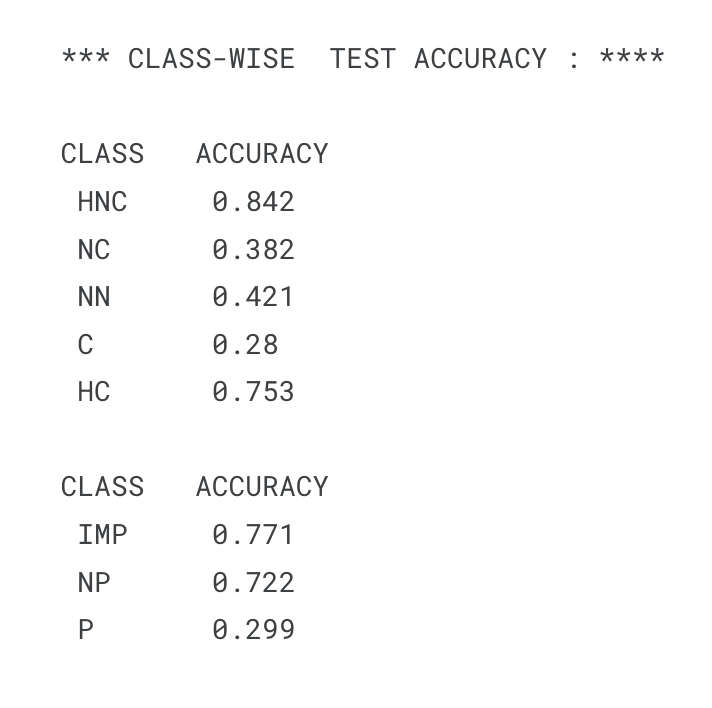 *** CLASS-WISE  TEST ACCURACY : ****
CLASS   ACCURACY
HNC     0.842
NC      0.382
NN      0.421
C       0.28
HC      0.753
CLASS   ACCURACY
IMP     0.771
NP      0.722
P       0.299